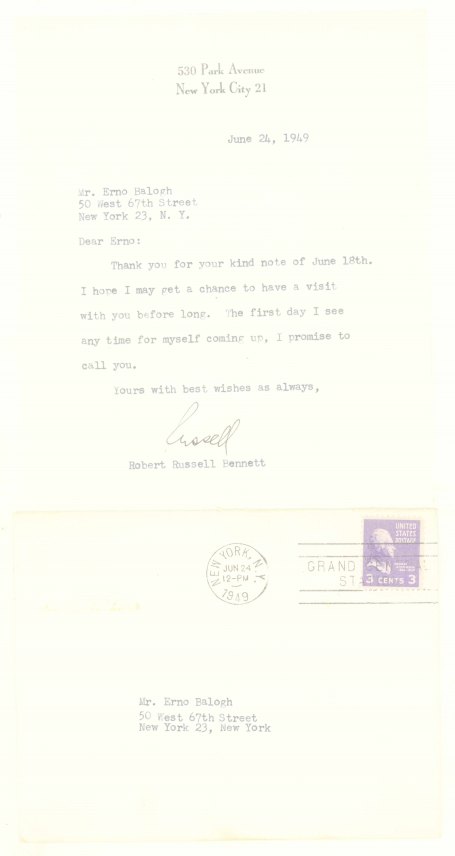 530 Park Avenue
New York City 21
June 24, 1949
Mr. Erno Balogh
50 West 67th Street
New York 23, N. Y.
Dear Erno:
Thank you for your kind note of June 18th.
I hope I may get a chance to have a visit
with you before long. The first day I see
any time for myself coming up, I promise to
call you.
Yours with best wishes as always,
Russell
Robert Russell Bennett
NEW YORK, N.Y.
JUN 24
12-PM
1949
GRAND
UNITED
STATES
POSTAGE
3 CENTS 3
Mr. Erno Balogh
50 West 67th Street
New York 23, New York